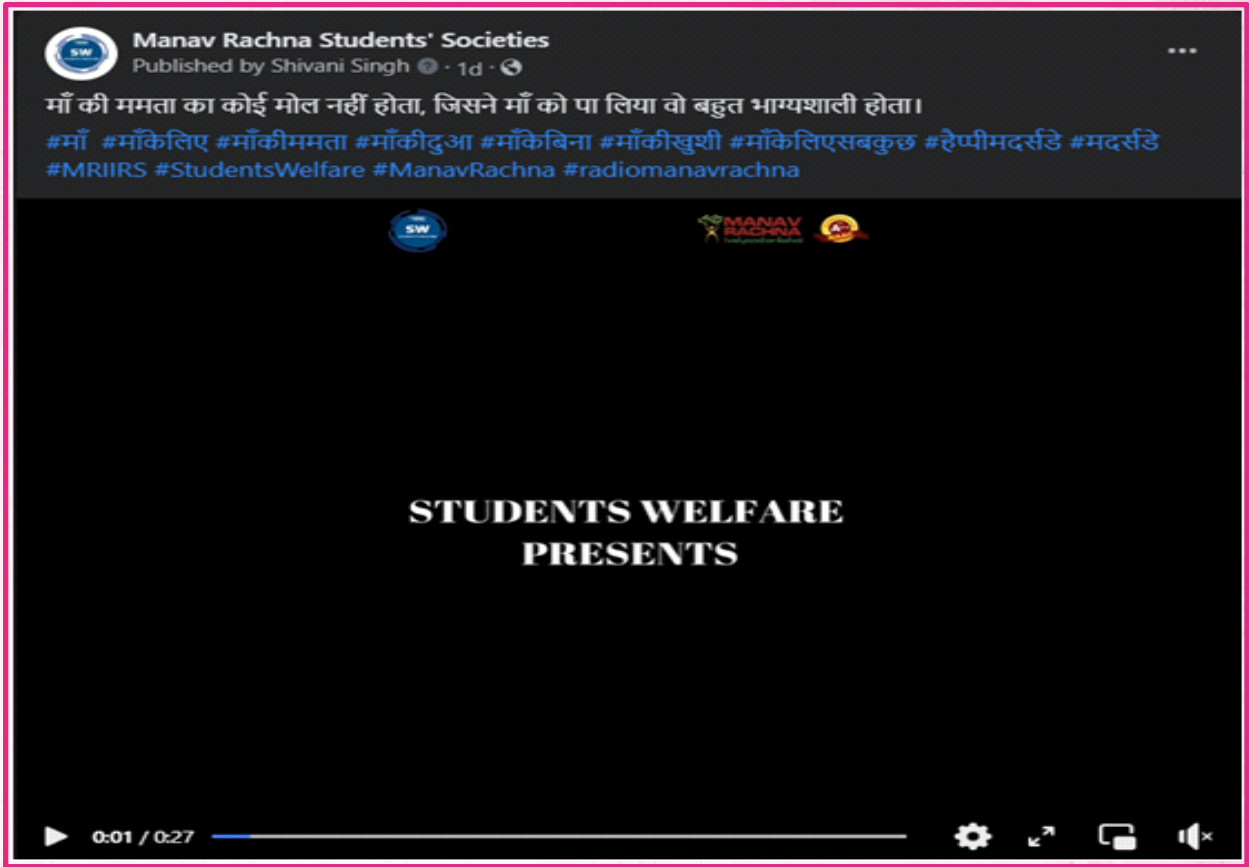 Manav Rachna Students' Societies
Published by Shivani Singh · 1d ·
माँ की ममता का कोई मोल नहीं होता, जिसने माँ को पा लिया वो बहुत भाग्यशाली होता।
#माँ #माँकेलिए #माँकीममता #माँकीदुआ #माँकेबिना #माँकीखुशी #माँकेलिएसबकुछ #हैप्पीमदर्सडे #मदर्सडे
#MRIIRS #StudentsWelfare #ManavRachna #radiomanavrachna
SW
MANAV
RACHNA
STUDENTS WELFARE
PRESENTS
0:01 / 0:27